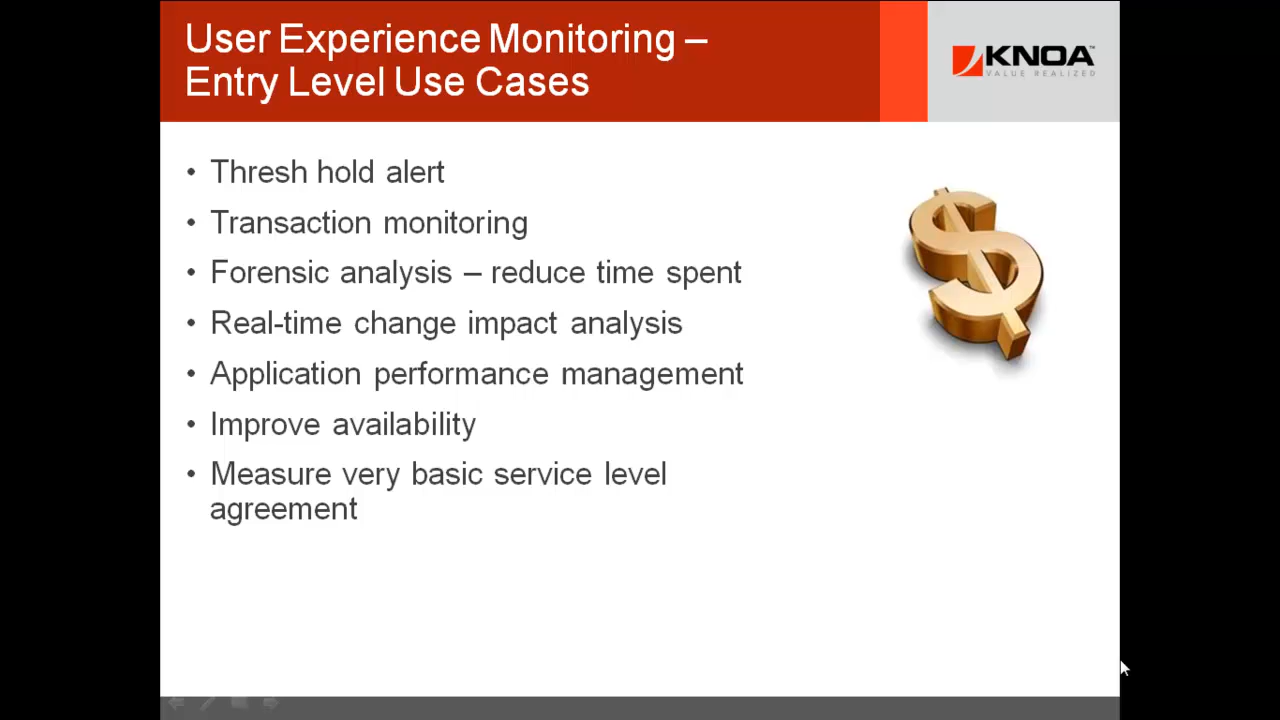 User Experience Monitoring –
Entry Level Use Cases
KNOA™
VALUE REALIZED
• Thresh hold alert
• Transaction monitoring
• Forensic analysis – reduce time spent
• Real-time change impact analysis
• Application performance management
• Improve availability
• Measure very basic service level
agreement